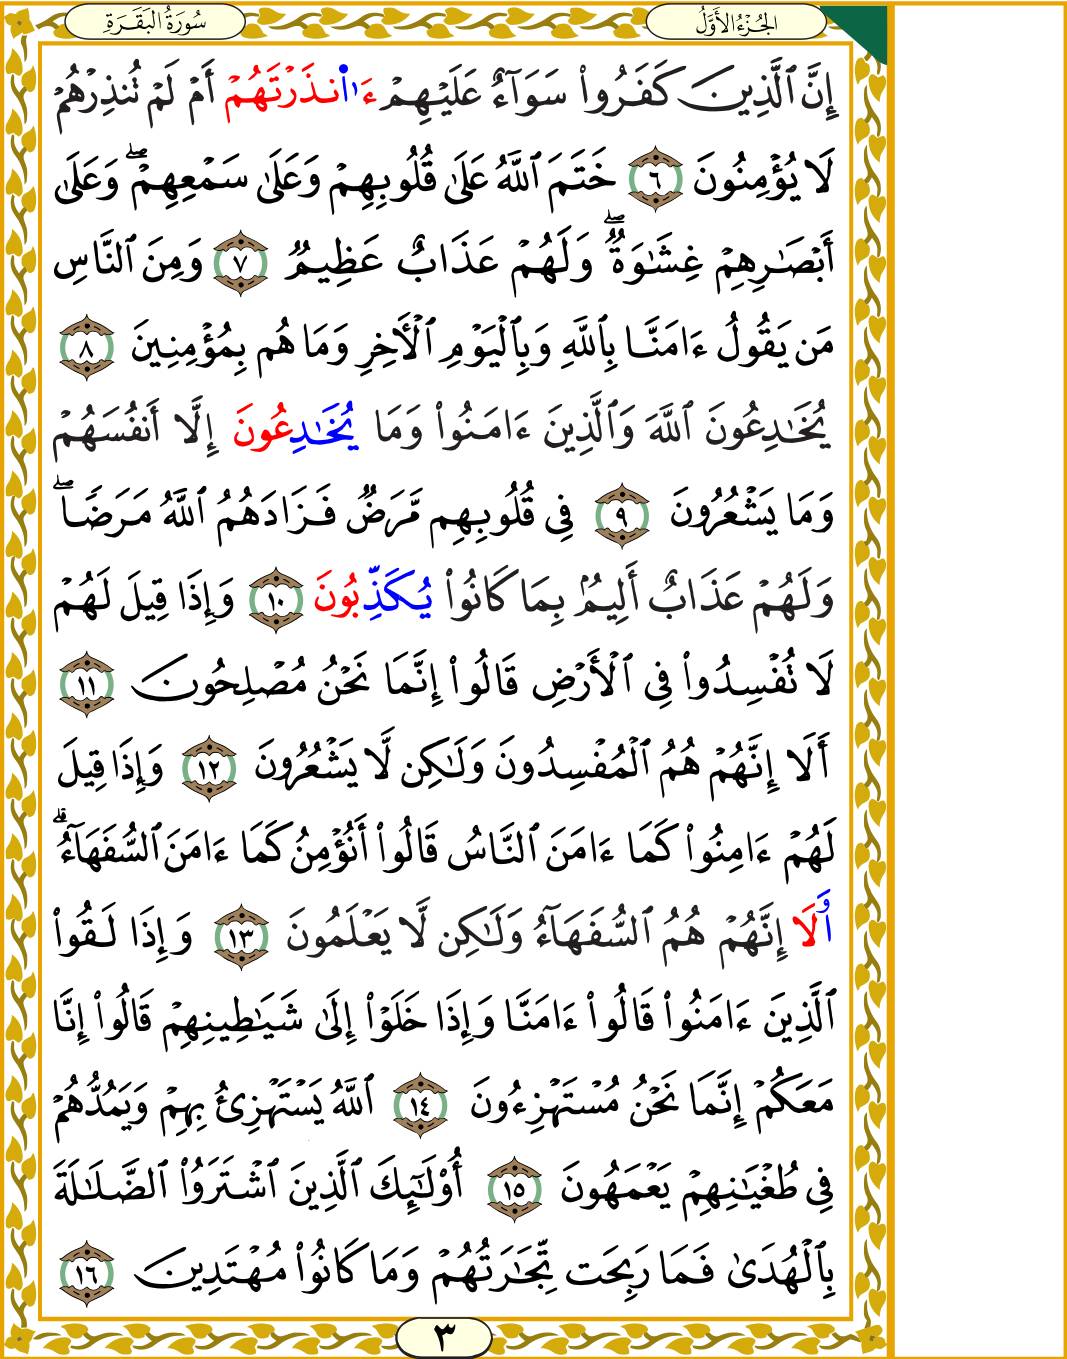 سُورَةُ البَقَرَةِ
الجُزْءُ الأَوَّلُ
إِنَّ ٱلَّذِينَ كَفَرُوا۟ سَوَآءٌ عَلَيْهِمْ ءَا۬نذَرْتَهُمْ أَمْ لَمْ تُنذِرْهُمْ
لَا يُؤْمِنُونَ ٦ خَتَمَ ٱللَّهُ عَلَىٰ قُلُوبِهِمْ وَعَلَىٰ سَمْعِهِمْۖ وَعَلَىٰ
أَبْصَٰرِهِمْ غِشَٰوَةٌۖ وَلَهُمْ عَذَابٌ عَظِيمٌ ٧ وَمِنَ ٱلنَّاسِ
مَن يَقُولُ ءَامَنَّا بِٱللَّهِ وَبِٱلْيَوْمِ ٱلْأَخِرِ وَمَا هُم بِمُؤْمِنِينَ ٨
يُخَٰدِعُونَ ٱللَّهَ وَٱلَّذِينَ ءَامَنُوا۟ وَمَا يُخَٰدِعُونَ إِلَّا أَنفُسَهُمْ
وَمَا يَشْعُرُونَ ٩ فِى قُلُوبِهِم مَّرَضٌ فَزَادَهُمُ ٱللَّهُ مَرَضًاۖ
وَلَهُمْ عَذَابٌ أَلِيمٌۢ بِمَا كَانُوا۟ يُكَذِّبُونَ ١٠ وَإِذَا قِيلَ لَهُمْ
لَا تُفْسِدُوا۟ فِى ٱلْأَرْضِ قَالُوا۟ إِنَّمَا نَحْنُ مُصْلِحُونَ ١١
أَلَا إِنَّهُمْ هُمُ ٱلْمُفْسِدُونَ وَلَٰكِن لَّا يَشْعُرُونَ ١٢ وَإِذَا قِيلَ
لَهُمْ ءَامِنُوا۟ كَمَا ءَامَنَ ٱلنَّاسُ قَالُوا۟ أَنُؤْمِنُ كَمَا ءَامَنَ ٱلسُّفَهَآءُۗ
أَلَا إِنَّهُمْ هُمُ ٱلسُّفَهَآءُ وَلَٰكِن لَّا يَعْلَمُونَ ١٣ وَإِذَا لَقُوا۟
ٱلَّذِينَ ءَامَنُوا۟ قَالُوا۟ ءَامَنَّا وَإِذَا خَلَوْا۟ إِلَىٰ شَيَٰطِينِهِمْ قَالُوا۟ إِنَّا
مَعَكُمْ إِنَّمَا نَحْنُ مُسْتَهْزِءُونَ ١٤ ٱللَّهُ يَسْتَهْزِئُ بِهِمْ وَيَمُدُّهُمْ
فِى طُغْيَٰنِهِمْ يَعْمَهُونَ ١٥ أُو۟لَٰٓئِكَ ٱلَّذِينَ ٱشْتَرَوُا۟ ٱلضَّلَٰلَةَ
بِٱلْهُدَىٰ فَمَا رَبِحَت تِّجَٰرَتُهُمْ وَمَا كَانُوا۟ مُهْتَدِينَ ١٦
٣